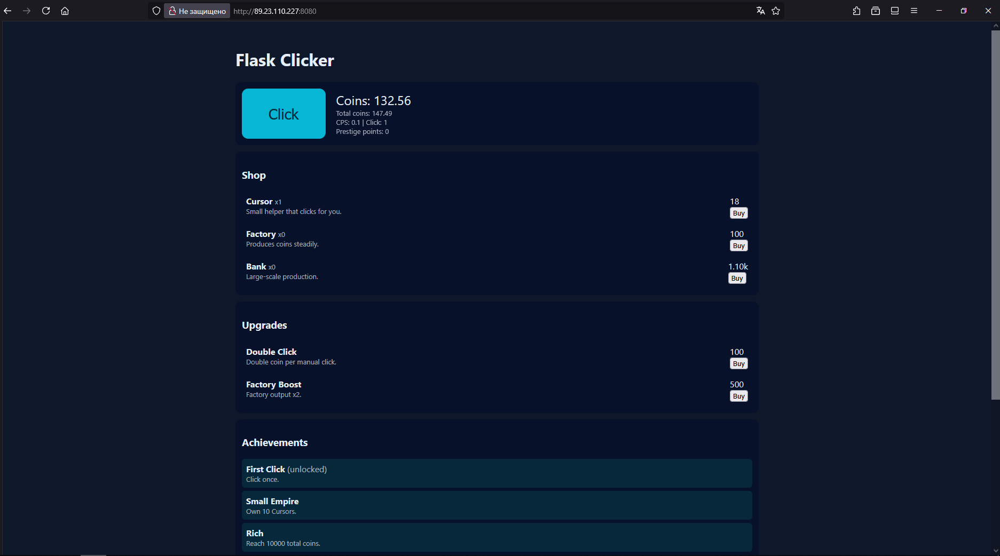 Не защищено http://89.23.110.227:8080
Flask Clicker
Click
Coins: 132.56
Total coins: 147.49
CPS: 0.1 | Click: 1
Prestige points: 0
Shop
Cursor x1
Small helper that clicks for you.
18
Buy
Factory x0
Produces coins steadily.
100
Buy
Bank x0
Large-scale production.
1.10k
Buy
Upgrades
Double Click
Double coin per manual click.
100
Buy
Factory Boost
Factory output x2.
500
Buy
Achievements
First Click (unlocked)
Click once.
Small Empire
Own 10 Cursors.
Rich
Reach 10000 total coins.